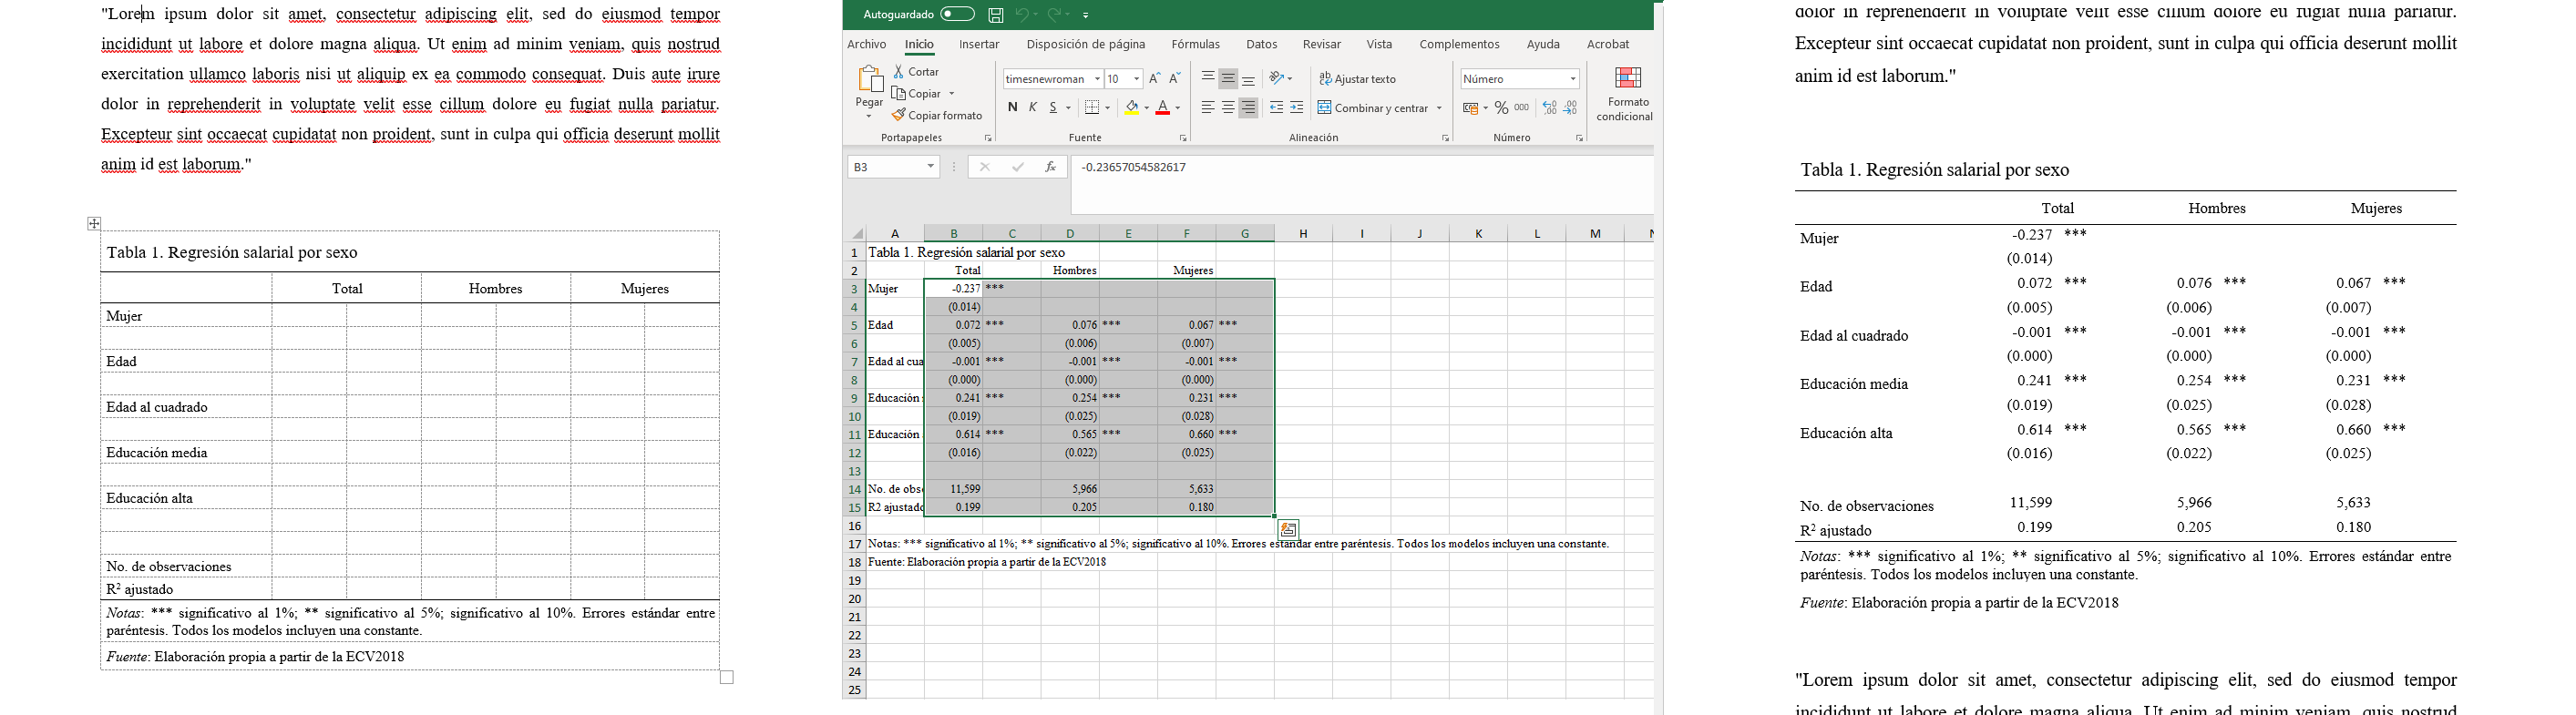 "Lorem ipsum dolor sit amet, consectetur adipiscing elit, sed do eiusmod tempor
incididunt ut labore et dolore magna aliqua. Ut enim ad minim veniam, quis nostrud
exercitation ullamco laboris nisi ut aliquip ex ea commodo consequat. Duis aute irure
dolor in reprehenderit in voluptate velit esse cillum dolore eu fugiat nulla pariatur.
Excepteur sint occaecat cupidatat non proident, sunt in culpa qui officia deserunt mollit
anim id est laborum."
Tabla 1. Regresión salarial por sexo
Total Hombres Mujeres
Mujer
Edad
Edad al cuadrado
Educación media
Educación alta
No. de observaciones
R² ajustado
Notas: *** significativo al 1%; ** significativo al 5%; significativo al 10%. Errores estándar entre
paréntesis. Todos los modelos incluyen una constante.
Fuente: Elaboración propia a partir de la ECV2018
Autoguardado
Archivo Inicio Insertar Disposición de página Fórmulas Datos Revisar Vista Complementos Ayuda Acrobat
Pegar
Cortar
Copiar
Copiar formato
Portapapeles
timesnewroman 10
N K S
Fuente
Ajustar texto
Combinar y centrar
Alineación
Número
% 000
Número
Formato
condicional
B3 fx -0.23657054582617
A B C D E F G H I J K L M N
1 Tabla 1. Regresión salarial por sexo
2 Total Hombres Mujeres
3 Mujer -0.237 ***
4 (0.014)
5 Edad 0.072 *** 0.076 *** 0.067 ***
6 (0.005) (0.006) (0.007)
7 Edad al cua -0.001 *** -0.001 *** -0.001 ***
8 (0.000) (0.000) (0.000)
9 Educación 0.241 *** 0.254 *** 0.231 ***
10 (0.019) (0.025) (0.028)
11 Educación 0.614 *** 0.565 *** 0.660 ***
12 (0.016) (0.022) (0.025)
13
14 No. de obs 11,599 5,966 5,633
15 R2 ajustado 0.199 0.205 0.180
16
17 Notas: *** significativo al 1%; ** significativo al 5%; significativo al 10%. Errores estándar entre paréntesis. Todos los modelos incluyen una constante.
18 Fuente: Elaboración propia a partir de la ECV2018
19
20
21
22
23
24
25
dolor in reprehenderit in voluptate velit esse cillum dolore eu fugiat nulla pariatur.
Excepteur sint occaecat cupidatat non proident, sunt in culpa qui officia deserunt mollit
anim id est laborum."
Tabla 1. Regresión salarial por sexo
Total Hombres Mujeres
Mujer -0.237 ***
(0.014)
Edad 0.072 *** 0.076 *** 0.067 ***
(0.005) (0.006) (0.007)
Edad al cuadrado -0.001 *** -0.001 *** -0.001 ***
(0.000) (0.000) (0.000)
Educación media 0.241 *** 0.254 *** 0.231 ***
(0.019) (0.025) (0.028)
Educación alta 0.614 *** 0.565 *** 0.660 ***
(0.016) (0.022) (0.025)
No. de observaciones 11,599 5,966 5,633
R² ajustado 0.199 0.205 0.180
Notas: *** significativo al 1%; ** significativo al 5%; significativo al 10%. Errores estándar entre
paréntesis. Todos los modelos incluyen una constante.
Fuente: Elaboración propia a partir de la ECV2018
"Lorem ipsum dolor sit amet, consectetur adipiscing elit, sed do eiusmod tempor
incididunt ut labore et dolore magna aliqua. Ut enim ad minim veniam, quis nostrud